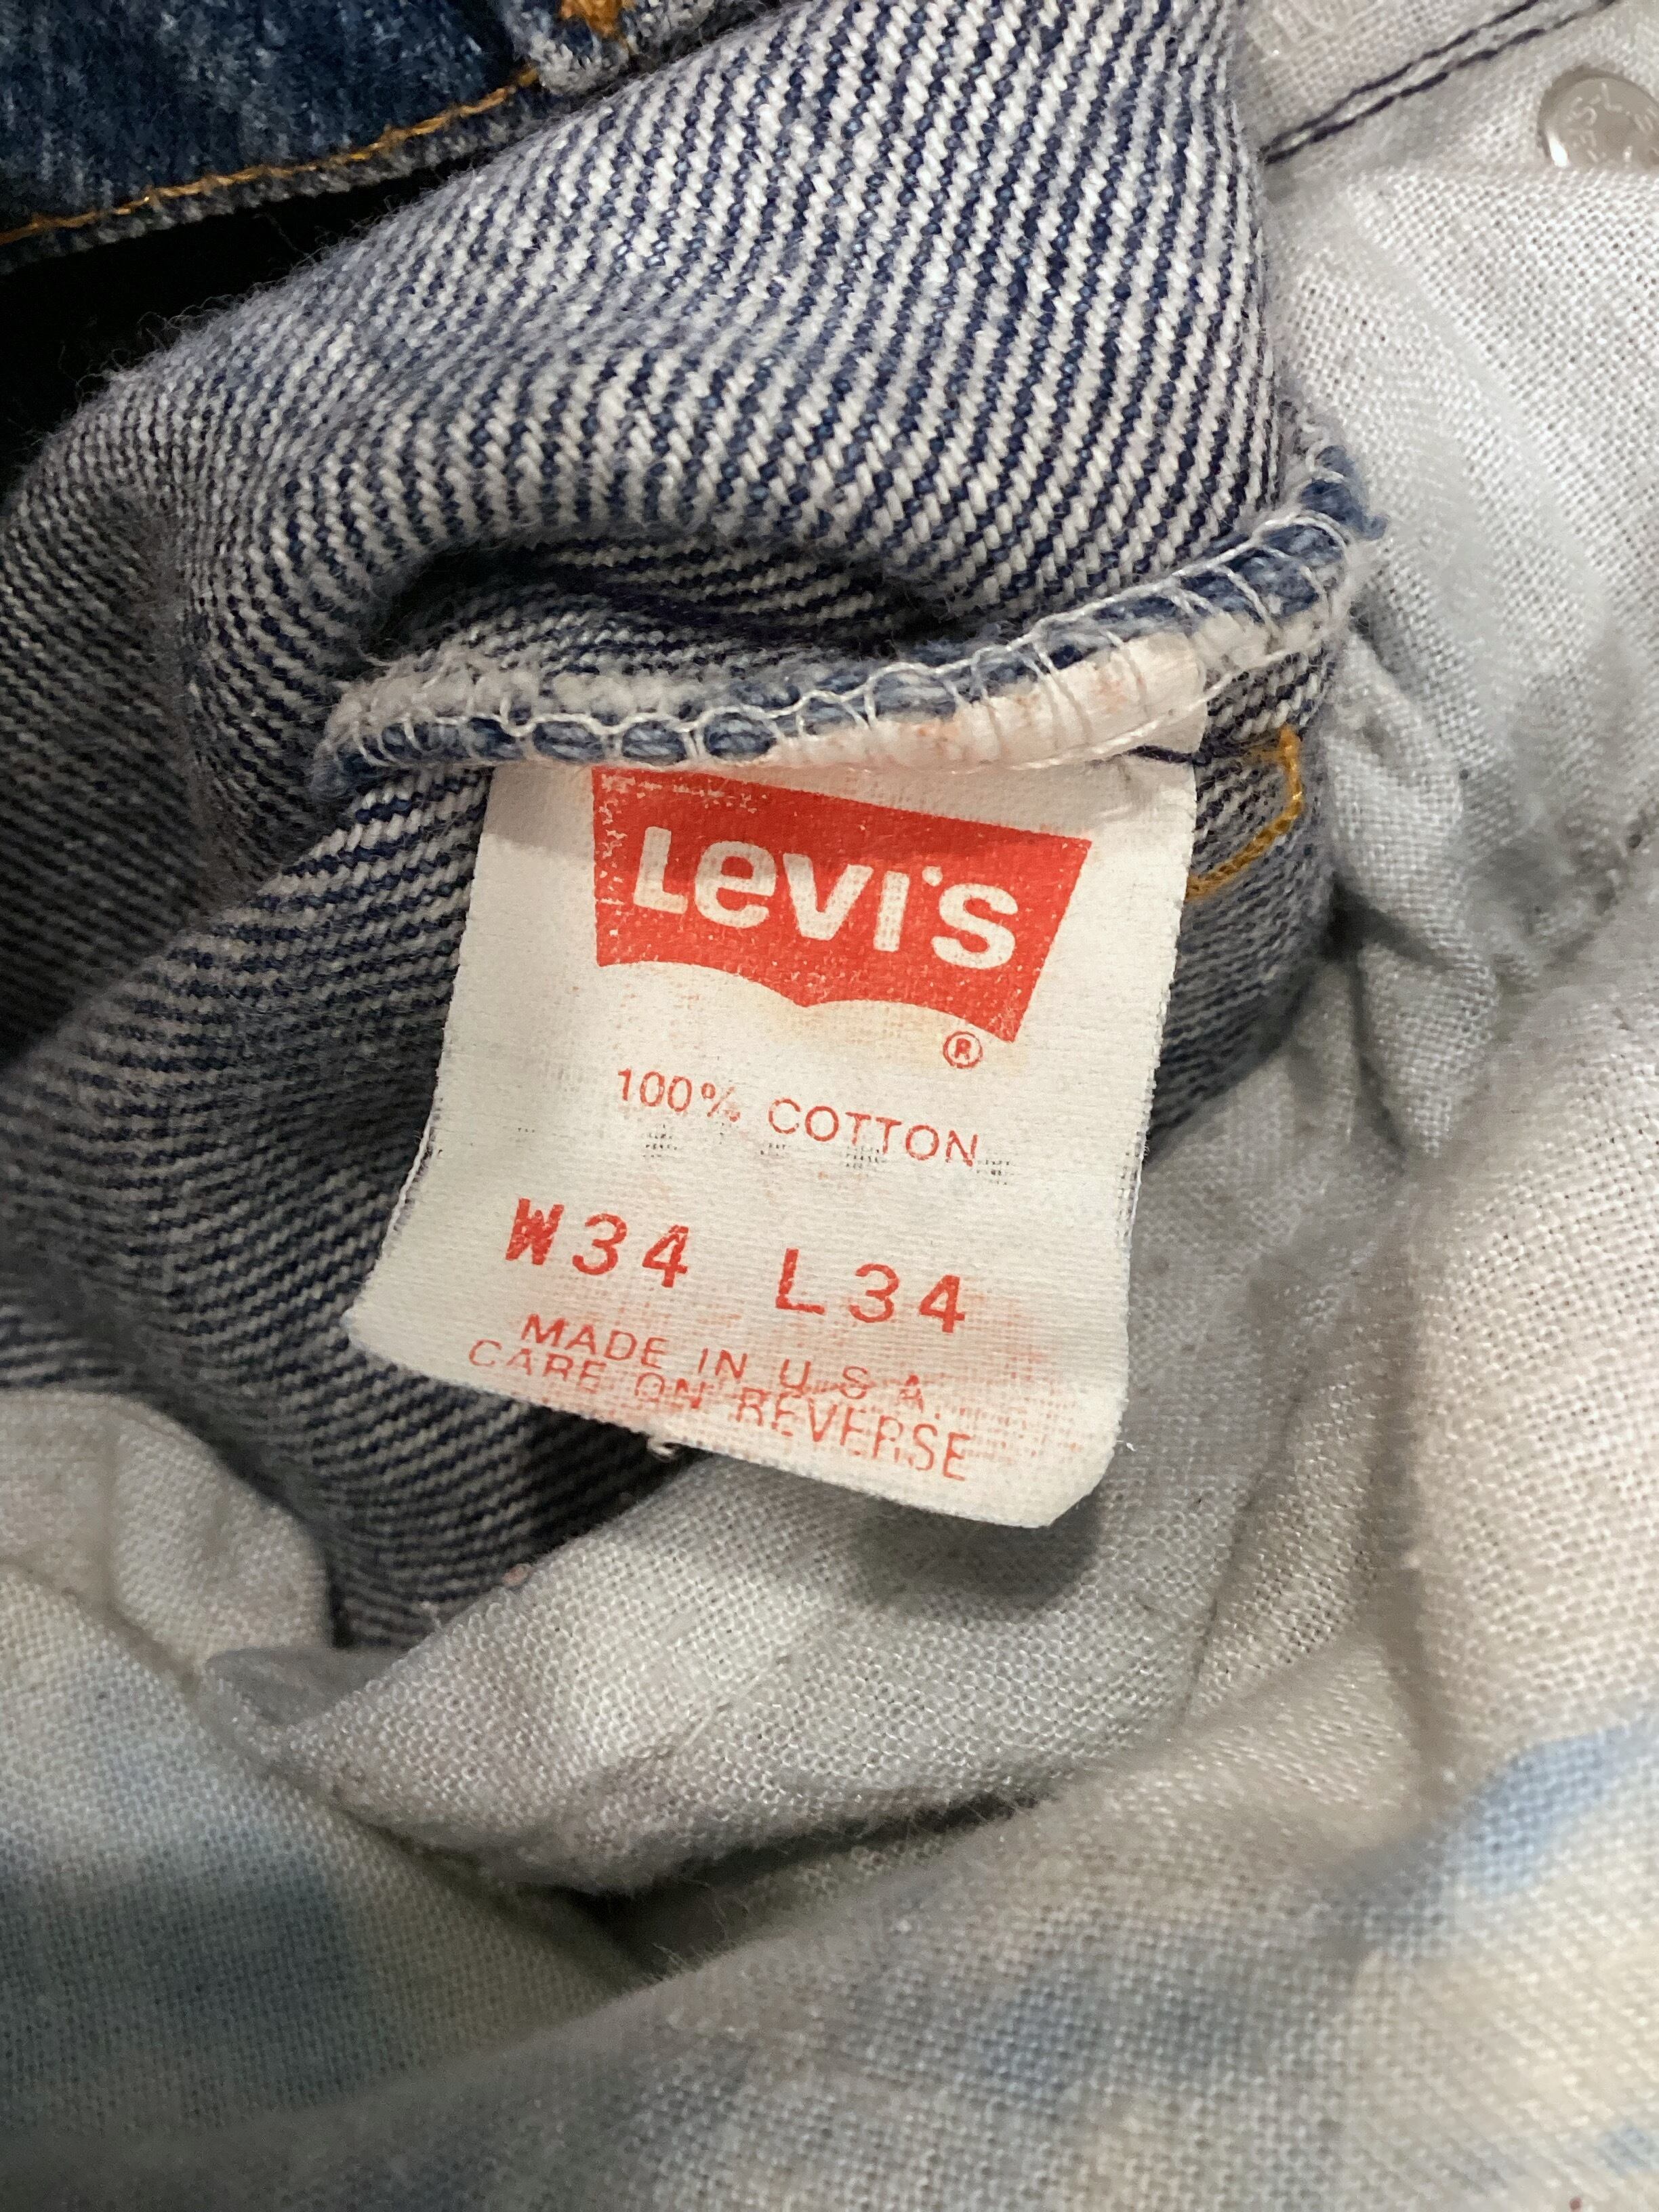 Levi's
®
100% COTTON
W34 L34
MADE IN U.S.A.
CARE ON REVERSE